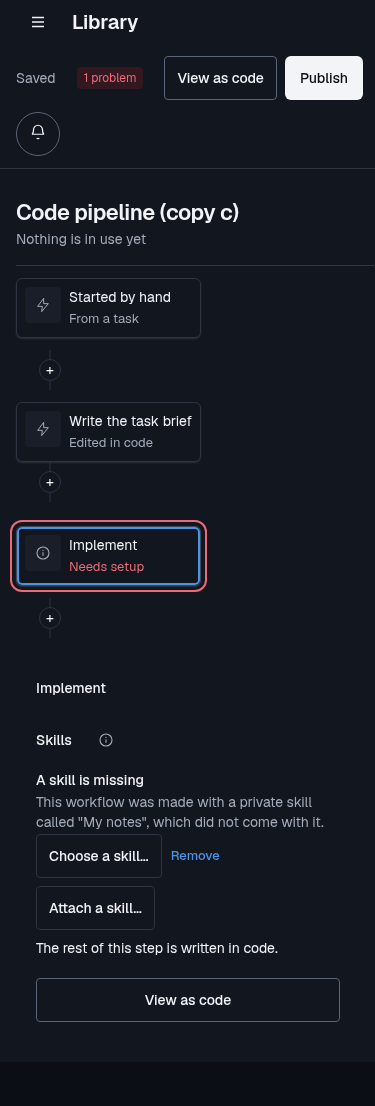 Library
Saved
1 problem
View as code
Publish
Code pipeline (copy c)
Nothing is in use yet
Started by hand
From a task
+
Write the task brief
Edited in code
+
Implement
Needs setup
+
Implement
Skills
A skill is missing
This workflow was made with a private skill
called "My notes", which did not come with it.
Choose a skill...
Remove
Attach a skill...
The rest of this step is written in code.
View as code